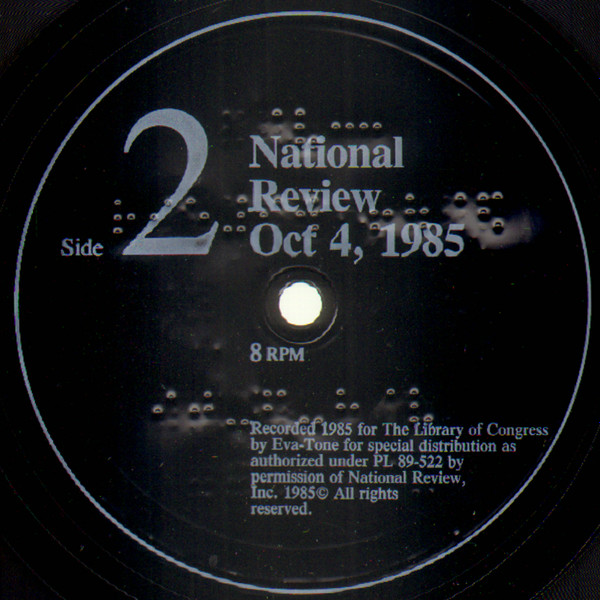 Side 2
National
Review
Oct 4, 1985
8 RPM
Recorded 1985 for The Library of Congress
by Eva-Tone for special distribution as
authorized under PL 89-522 by
permission of National Review,
Inc. 1985© All rights
reserved.